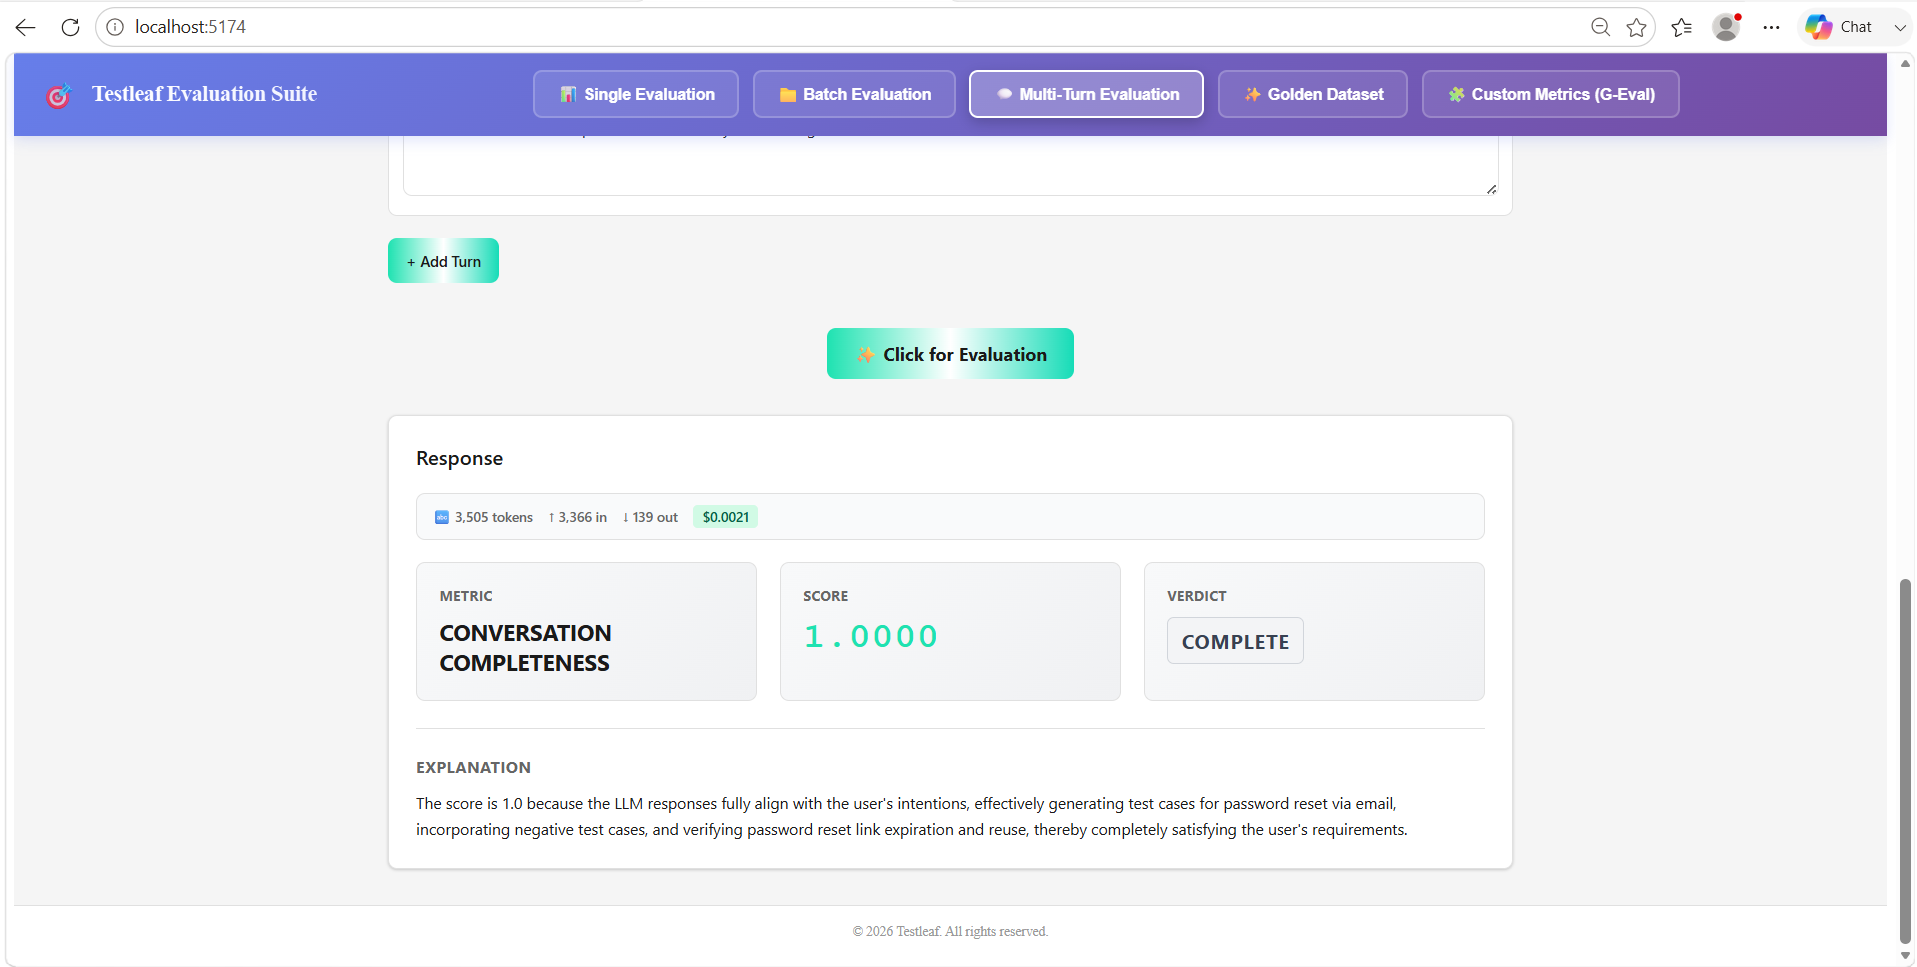 localhost:5174
Chat
Testleaf Evaluation Suite
Single Evaluation
Batch Evaluation
Multi-Turn Evaluation
Golden Dataset
Custom Metrics (G-Eval)
+ Add Turn
Click for Evaluation
Response
3,505 tokens ↑ 3,366 in ↓ 139 out $0.0021
METRIC
CONVERSATION
COMPLETENESS
SCORE
1.0000
VERDICT
COMPLETE
EXPLANATION
The score is 1.0 because the LLM responses fully align with the user's intentions, effectively generating test cases for password reset via email,
incorporating negative test cases, and verifying password reset link expiration and reuse, thereby completely satisfying the user's requirements.
© 2026 Testleaf. All rights reserved.